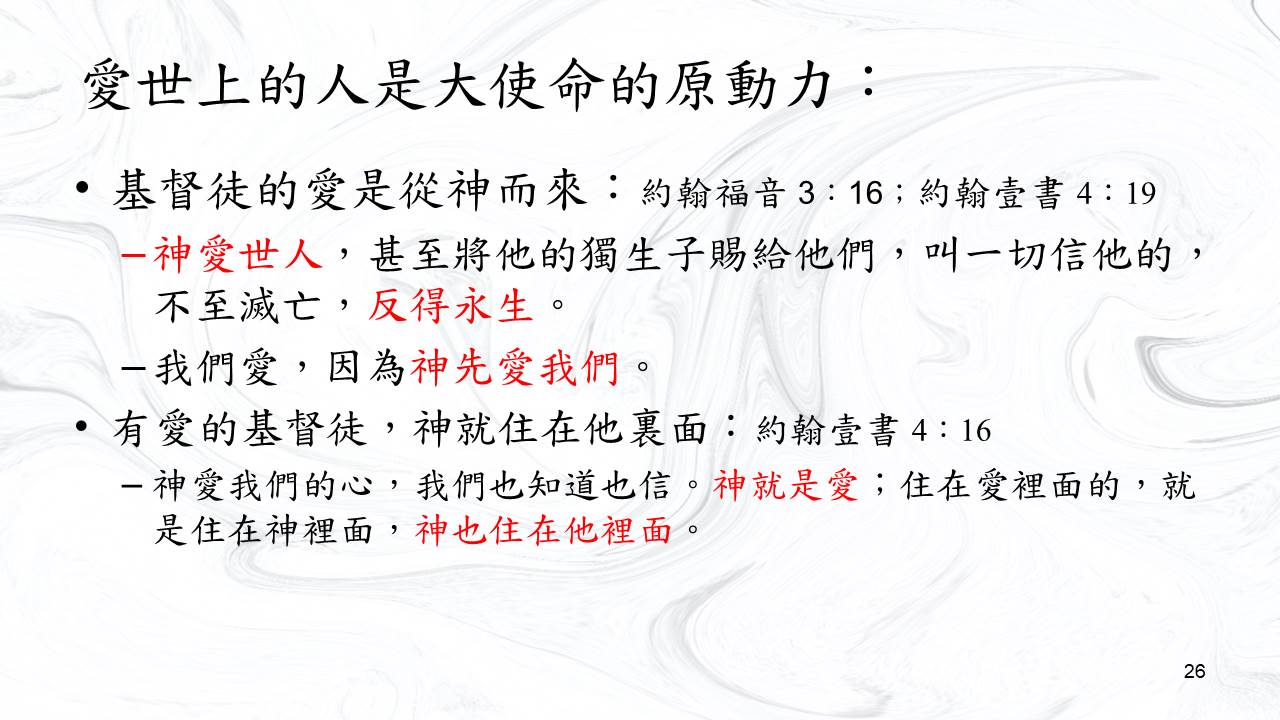 愛世上的人是大使命的原動力：
• 基督徒的愛是從神而來：約翰福音 3：16；約翰壹書 4：19
–神愛世人，甚至將他的獨生子賜給他們，叫一切信他的，
不至滅亡，反得永生。
–我們愛，因為神先愛我們。
• 有愛的基督徒，神就住在他裏面：約翰壹書 4：16
–神愛我們的心，我們也知道也信。神就是愛；住在愛裡面的，就
是住在神裡面，神也住在他裡面。
26